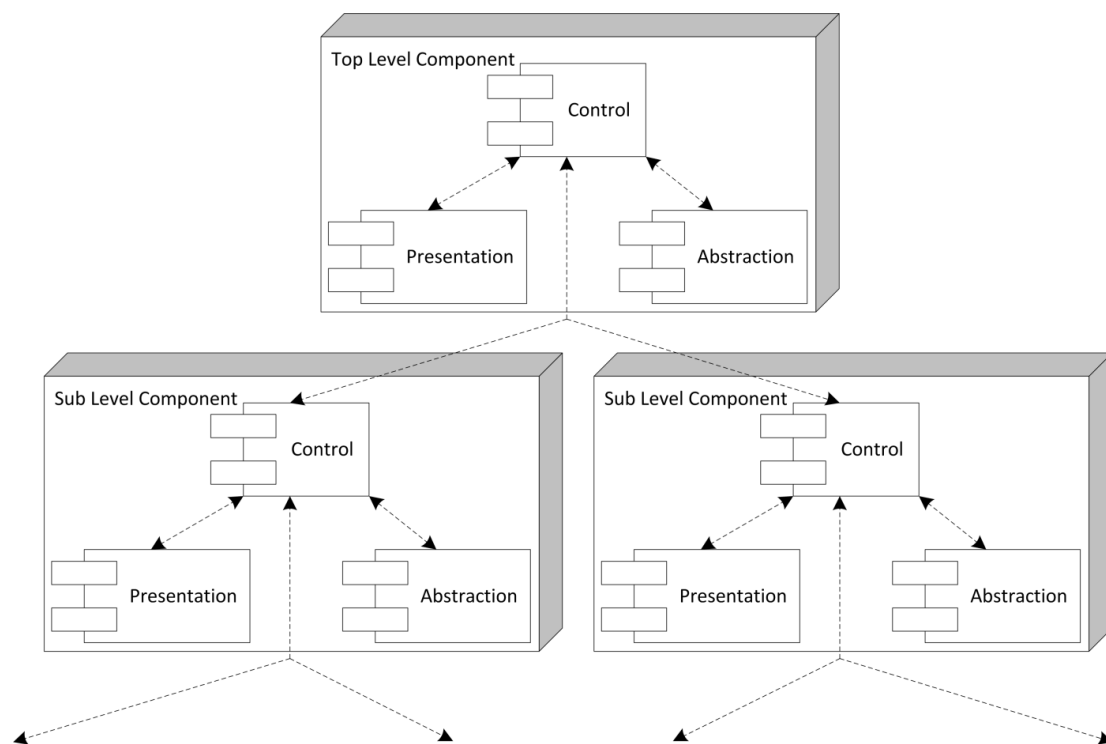 Top Level Component
Control
Presentation
Abstraction
Sub Level Component
Control
Presentation
Abstraction
Sub Level Component
Control
Presentation
Abstraction